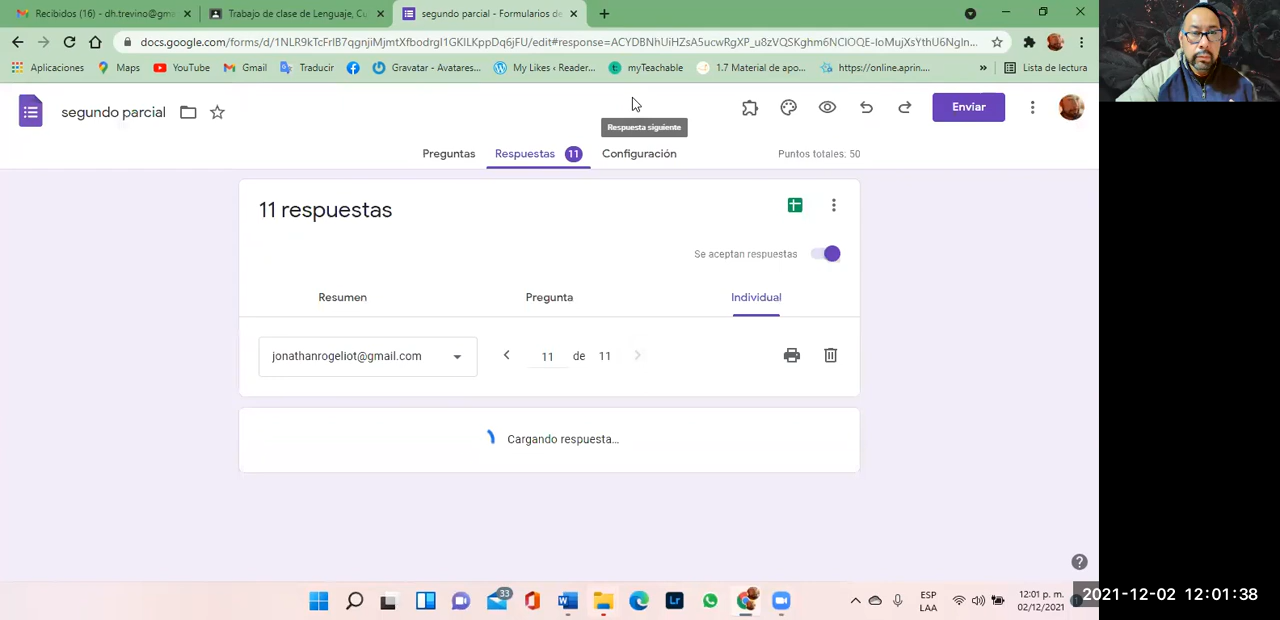 Recibidos (16) - dh.trevino@gm
Trabajo de clase de Lenguaje, Cu
segundo parcial - Formularios de
docs.google.com/forms/d/1NLR9kTcFrIB7qgnjiMjmtXfbodrgI1GKILKppDq6jFU/edit#response=ACYDBNhUiHZsA5ucwRgXP_u8zVQSKghm6NCIOQE-IoMujXsYthU6NgIn...
Aplicaciones
Maps
YouTube
Gmail
Traducir
Gravatar - Avatares...
My Likes ‹ Reader...
myTeachable
1.7 Material de apo...
https://online.aprin...
»
Lista de lectura
segundo parcial
Enviar
Respuesta siguiente
Preguntas
Respuestas 11
Configuración
Puntos totales: 50
11 respuestas
Se aceptan respuestas
Resumen
Pregunta
Individual
jonathanrogeliot@gmail.com
11 de 11
Cargando respuesta...
33
Lr
ESP
LAA
12:01 p. m.
02/12/2021
2021-12-02 12:01:38